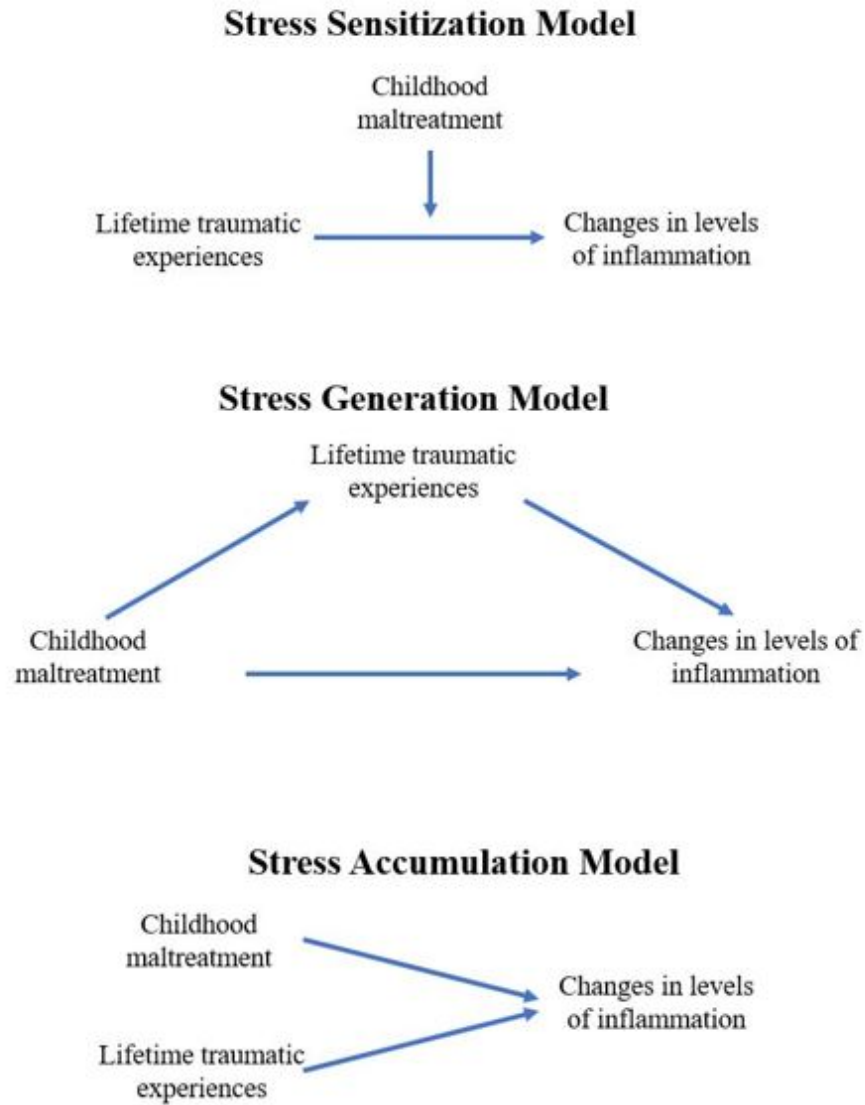 Stress Sensitization Model
Childhood
maltreatment
Lifetime traumatic
experiences
Changes in levels
of inflammation
Stress Generation Model
Lifetime traumatic
experiences
Childhood
maltreatment
Changes in levels of
inflammation
Stress Accumulation Model
Childhood
maltreatment
Changes in levels
of inflammation
Lifetime traumatic
experiences